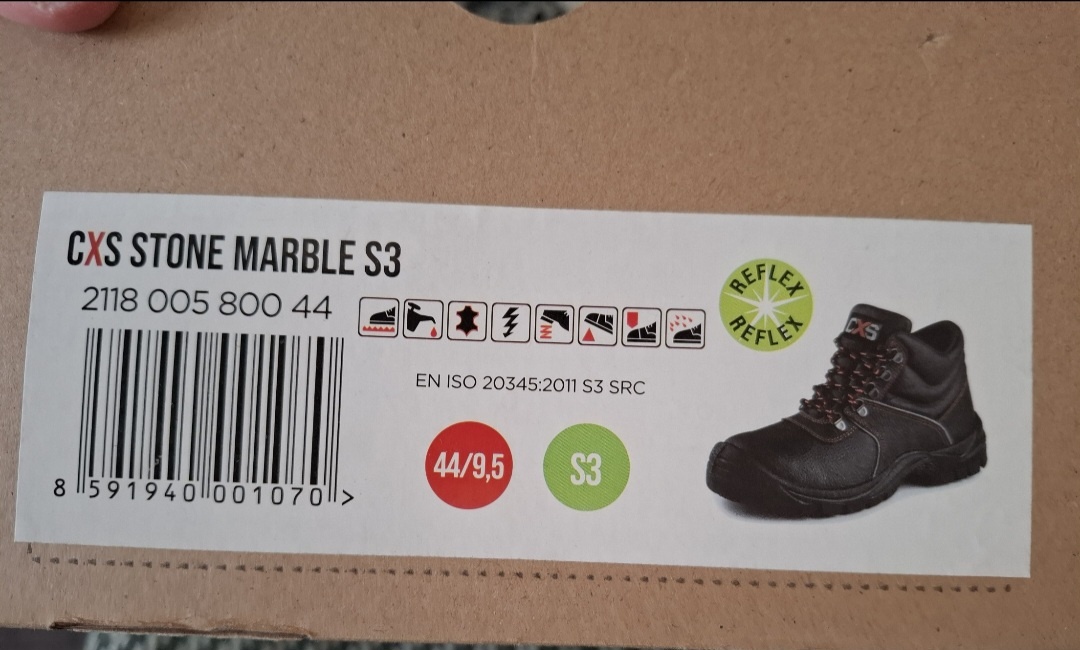 CXS STONE MARBLE S3
2118 005 800 44
8 591940 001070 >
EN ISO 20345:2011 S3 SRC
44/9,5
S3
REFLEX
REFLEX
CXS